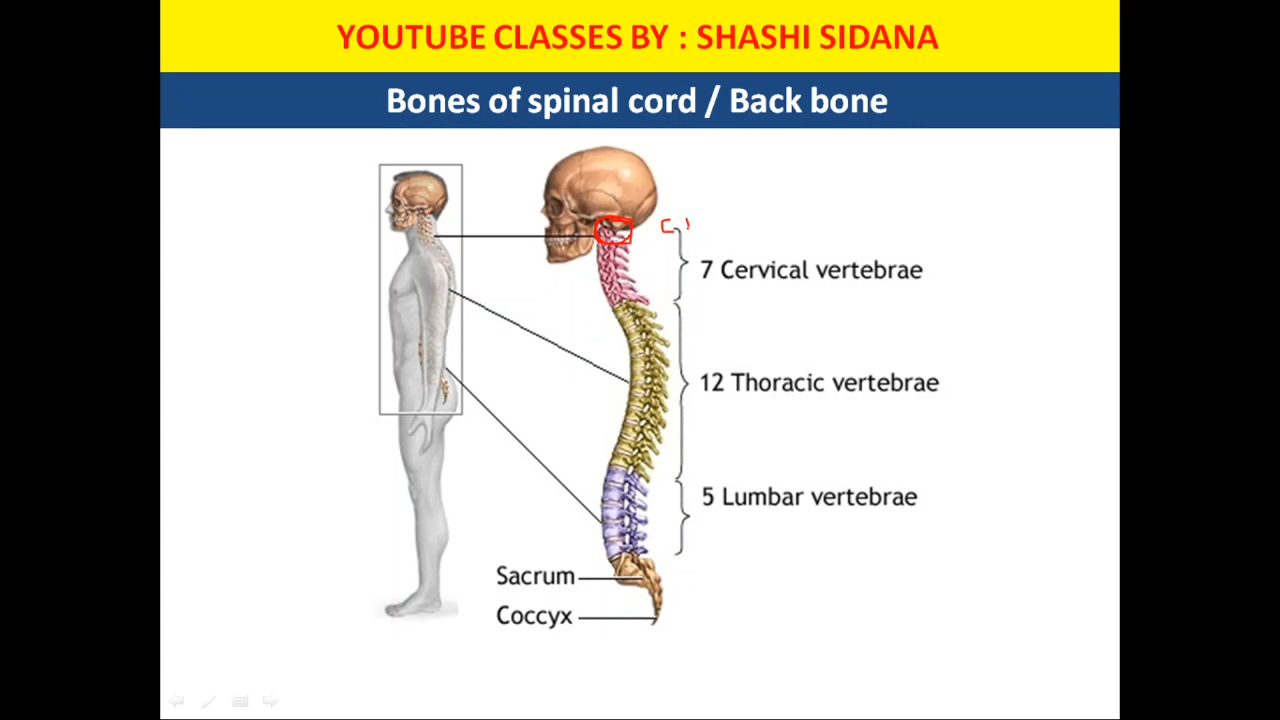 YOUTUBE CLASSES BY : SHASHI SIDANA
Bones of spinal cord / Back bone
7 Cervical vertebrae
12 Thoracic vertebrae
5 Lumbar vertebrae
Sacrum
Coccyx